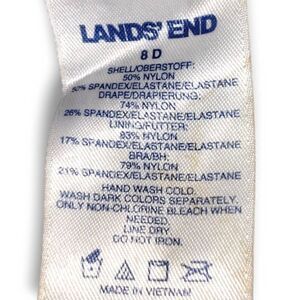 LANDS' END
8 D
SHELL/OBERSTOFF:
50% NYLON
50% SPANDEX/ELASTANE/ELASTANE
DRAPE/DRAPIERUNG:
74% NYLON
26% SPANDEX/ELASTANE/ELASTANE
LINING/FUTTER:
83% NYLON
17% SPANDEX/ELASTANE/ELASTANE
BRA/BH:
79% NYLON
21% SPANDEX/ELASTANE/ELASTANE
HAND WASH COLD.
WASH DARK COLORS SEPARATELY.
ONLY NON-CHLORINE BLEACH WHEN
NEEDED.
LINE DRY.
DO NOT IRON.
MADE IN VIETNAM